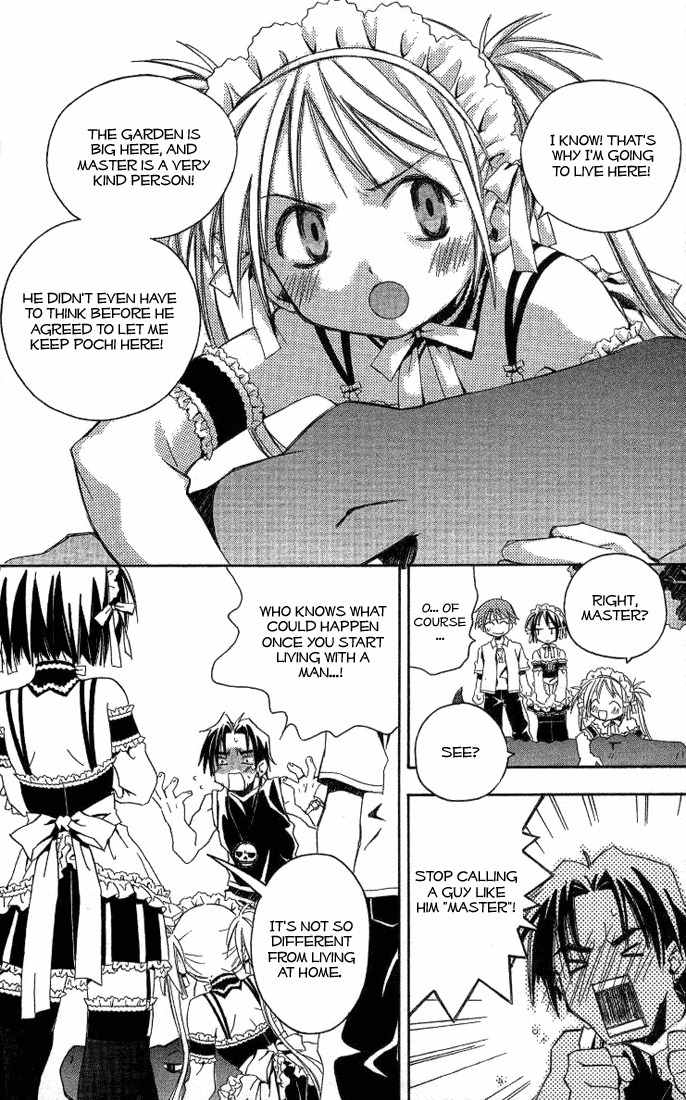 I KNOW! THAT'S
WHY I'M GOING
TO LIVE HERE!
THE GARDEN IS
BIG HERE, AND
MASTER IS A VERY
KIND PERSON!
HE DIDN'T EVEN HAVE
TO THINK BEFORE HE
AGREED TO LET ME
KEEP POCHI HERE!
RIGHT,
MASTER?
O... OF
COURSE
...
SEE?
STOP CALLING
A GUY LIKE
HIM "MASTER"!
WHO KNOWS WHAT
COULD HAPPEN
ONCE YOU START
LIVING WITH A
MAN...!
IT'S NOT SO
DIFFERENT
FROM LIVING
AT HOME.